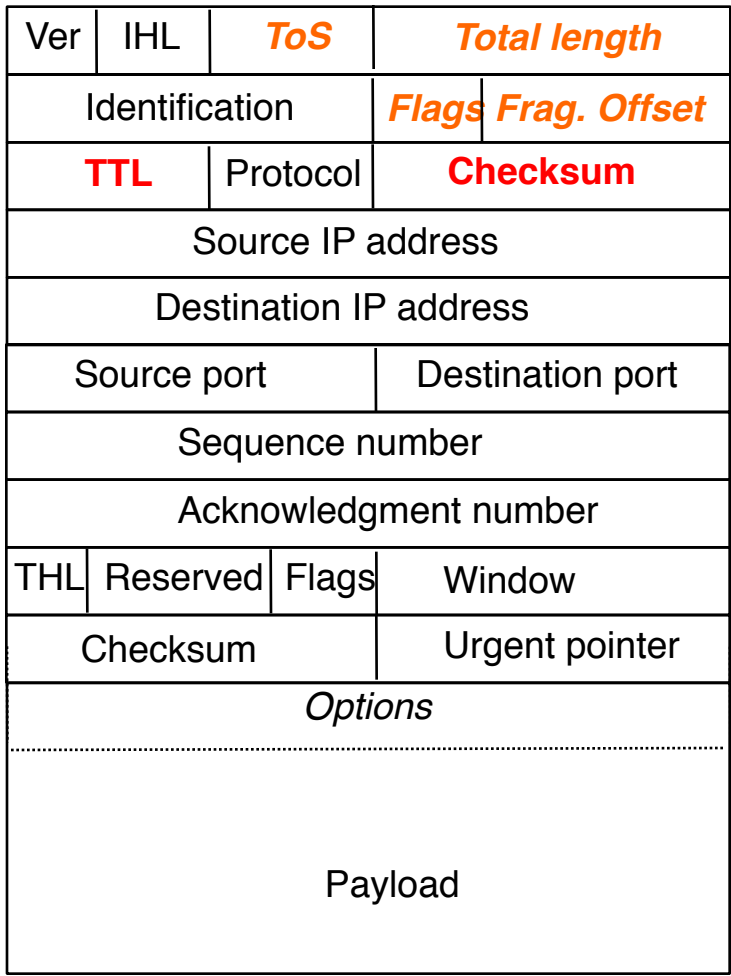 Ver IHL ToS Total length
Identification Flags Frag. Offset
TTL Protocol Checksum
Source IP address
Destination IP address
Source port Destination port
Sequence number
Acknowledgment number
THL Reserved Flags Window
Checksum Urgent pointer
Options
Payload